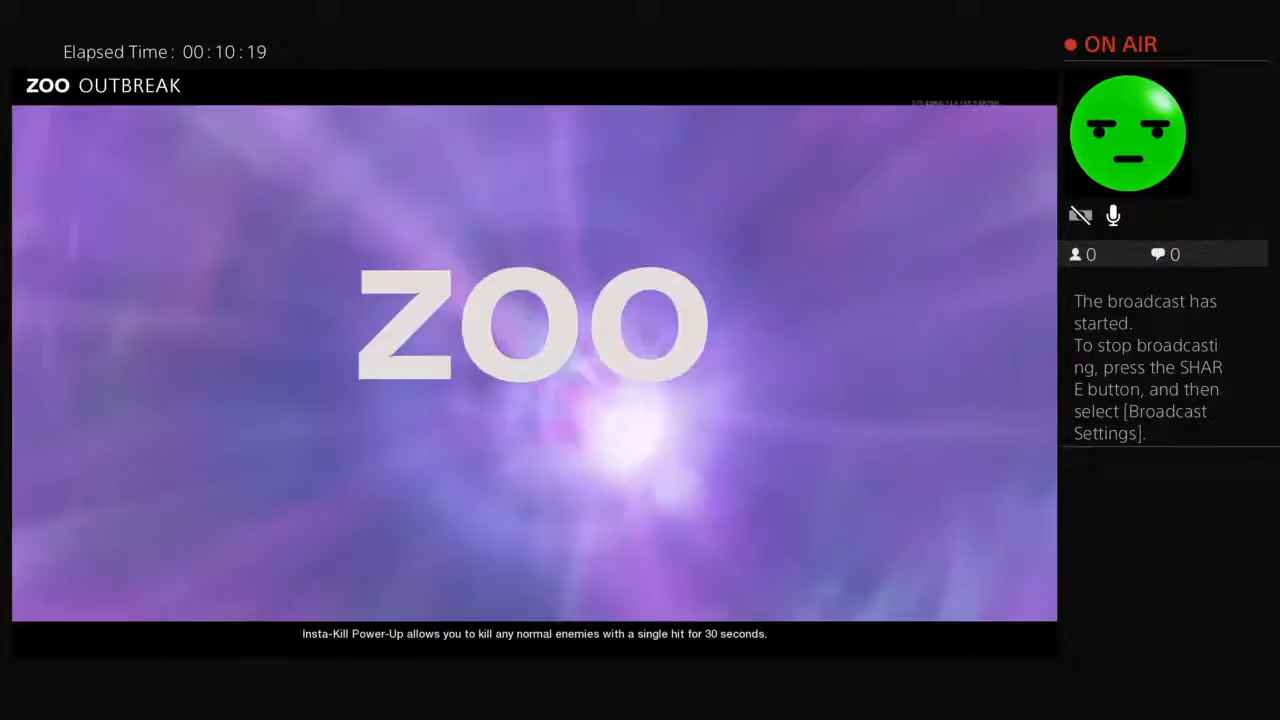 Elapsed Time: 00:10:19
ON AIR
ZOO OUTBREAK
ZOO
0 0
The broadcast has
started.
To stop broadcasti
ng, press the SHAR
E button, and then
select [Broadcast
Settings].
Insta-Kill Power-Up allows you to kill any normal enemies with a single hit for 30 seconds.